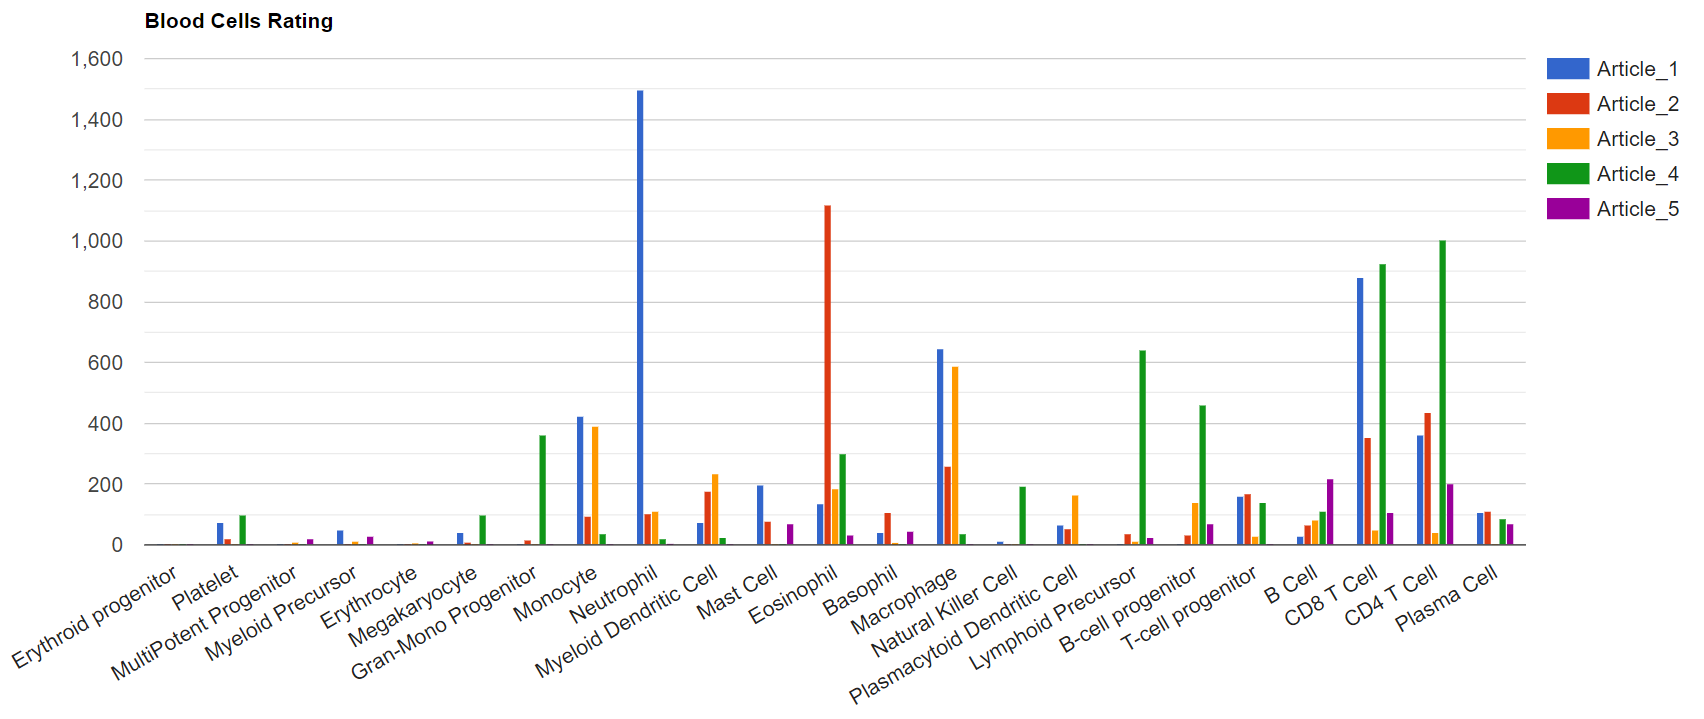 Blood Cells Rating
1,600
1,400
1,200
1,000
800
600
400
200
0
Article_1
Article_2
Article_3
Article_4
Article_5
Erythroid progenitor
Platelet
MultiPotent Progenitor
Myeloid Precursor
Erythrocyte
Megakaryocyte
Gran-Mono Progenitor
Monocyte
Neutrophil
Myeloid Dendritic Cell
Mast Cell
Eosinophil
Basophil
Macrophage
Natural Killer Cell
Plasmacytoid Dendritic Cell
Lymphoid Precursor
B-cell progenitor
T-cell progenitor
B Cell
CD8 T Cell
CD4 T Cell
Plasma Cell